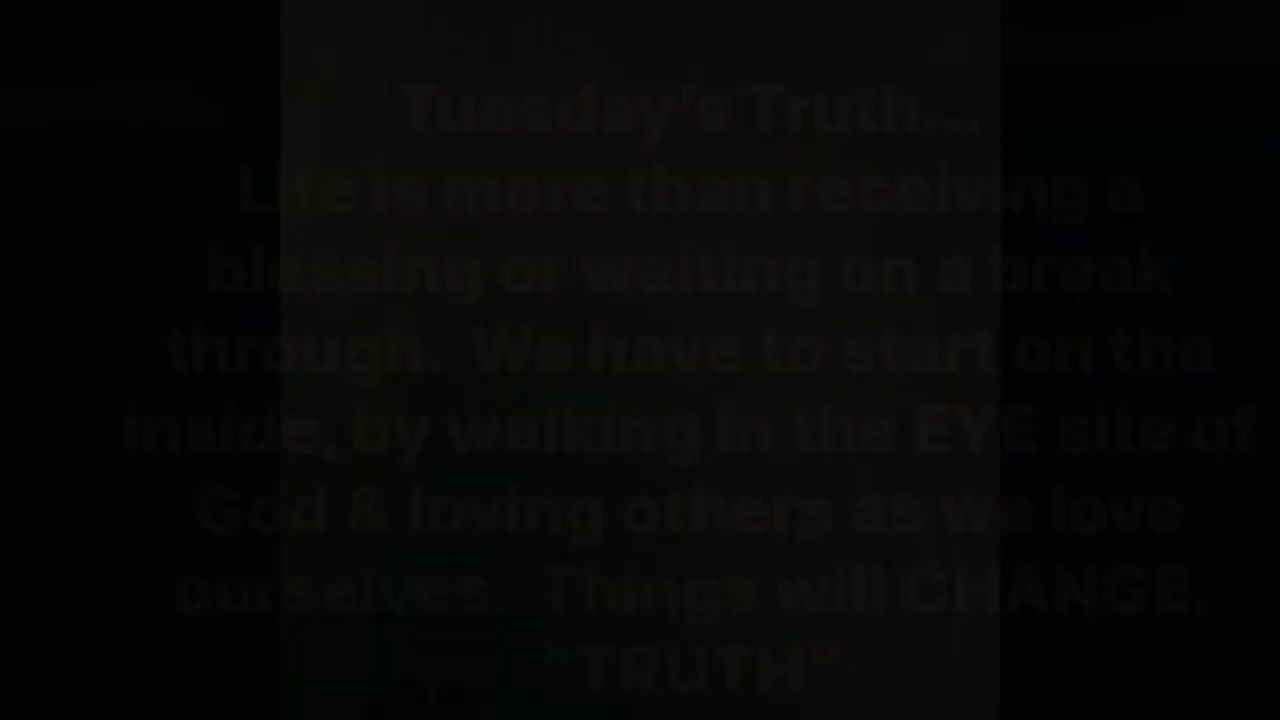 Tuesday's Truth...
Life is more than receiving a
blessing or waiting on a break
through. We have to start on the
inside, by walking in the EYE site of
God & loving others as we love
ourselves. Things will CHANGE.
"TRUTH"